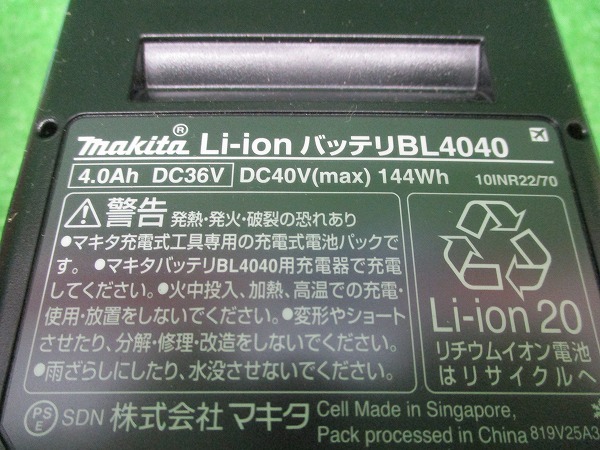 makita® Li-ion バッテリBL4040
4.0Ah DC36V DC40V(max) 144Wh 10INR22/70
警告 発熱・発火・破裂の恐れあり
●マキタ充電式工具専用の充電式電池パックで
す。●マキタバッテリBL4040用充電器で充電
してください。●火中投入、加熱、高温での充電・
使用・放置をしないでください。●変形やショート
させたり、分解・修理・改造をしないでください。
●雨ざらしにしたり、水没させないでください。
Li-ion 20
リチウムイオン電池
はリサイクルへ
PS
E SDN 株式会社 マキタ
Cell Made in Singapore,
Pack processed in China 819V25A3